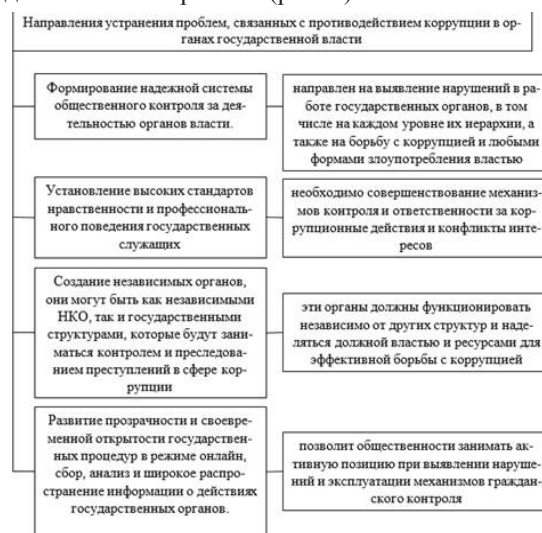 Направления устранения проблем, связанных с противодействием коррупции в ор-
ганах государственной власти
Формирование надежной системы
общественного контроля за дея-
тельностью органов власти.
направлен на выявление нарушений в ра-
боте государственных органов, в том
числе на каждом уровне их иерархии, а
также на борьбу с коррупцией и любыми
формами злоупотребления властью
Установление высоких стандартов
нравственности и профессиональ-
ного поведения государственных
служащих
необходимо совершенствование механиз-
мов контроля и ответственности за кор-
рупционные действия и конфликты инте-
ресов
Создание независимых органов,
они могут быть как независимыми
НКО, так и государственными
структурами, которые будут зани-
маться контролем и преследова-
нием преступлений в сфере кор-
рупции
эти органы должны функционировать
независимо от других структур и наде-
ляться должной властью и ресурсами для
эффективной борьбы с коррупцией
Развитие прозрачности и своевре-
менной открытости государствен-
ных процедур в режиме онлайн,
сбор, анализ и широкое распро-
странение информации о действиях
государственных органов.
позволит общественности занимать ак-
тивную позицию при выявлении наруше-
ний и эксплуатации механизмов граждан-
ского контроля